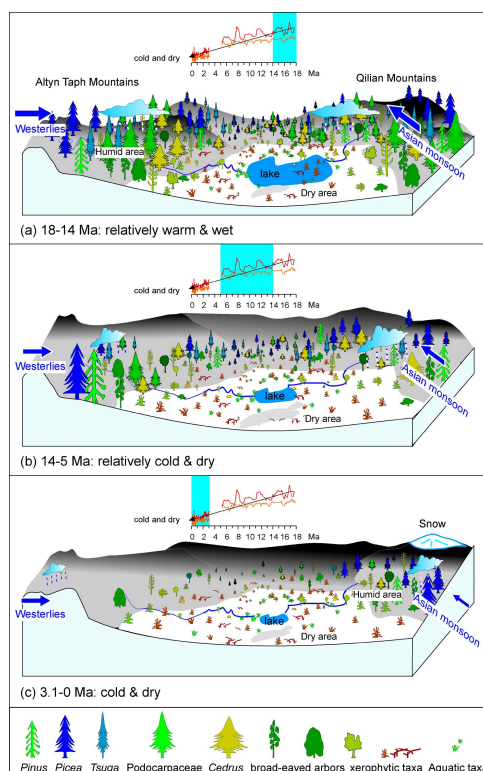 cold and dry
0 2 4 6 8 10 12 14 16 18 Ma
Altyn Taph Mountains
Qilian Mountains
Westerlies
Humid area
Asian monsoon
lake
Dry area
(a) 18-14 Ma: relatively warm & wet
cold and dry
0 2 4 6 8 10 12 14 16 18 Ma
Westerlies
Asian monsoon
lake
Dry area
(b) 14-5 Ma: relatively cold & dry
cold and dry
0 2 4 6 8 10 12 14 16 18 Ma
Snow
Westerlies
Humid area
Asian monsoon
lake
Dry area
(c) 3.1-0 Ma: cold & dry
Pinus Picea Tsuga Podocarpaceae Cedrus broad-eaved arbors xerophytic taxa Aquatic taxa